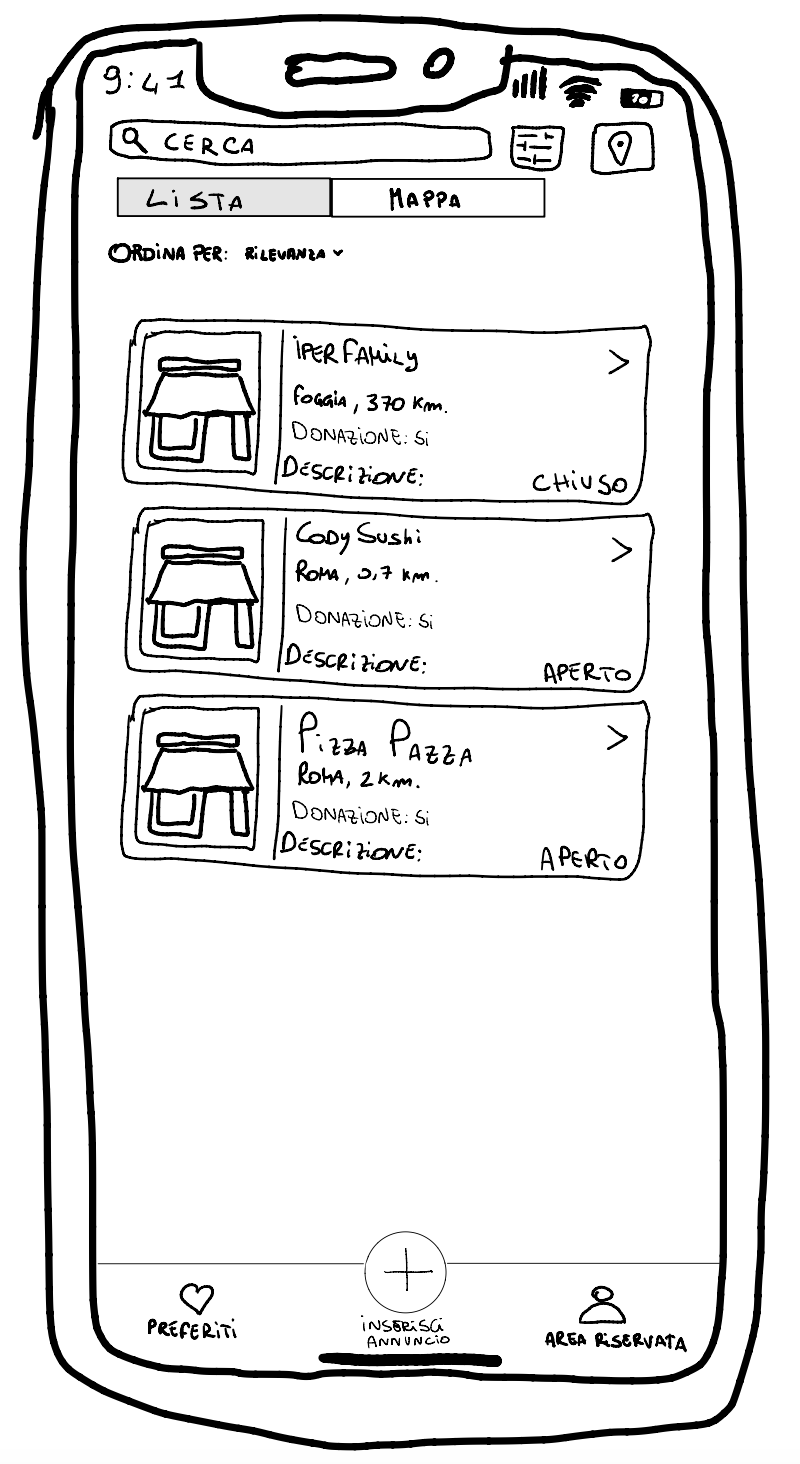 9:41
CERCA
LiSTA
MAPPA
ORDiNA PER: RiLEVANZA
iPER FAMiLy
FOGGiA, 370 Km.
DONAZiONE: Si
DESCRiZiONE:
CHiUSO
CODy SUShi
ROMA, 0,7 km.
DONAZiONE: Si
DESCRiZiONE:
APERTO
PiZZA PAZZA
ROMA, 2 Km.
DONAZiONE: Si
DESCRiZiONE:
APERTO
PREFERiTi
iNSERiSCi
ANNUNCiO
AREA RiSERVATA